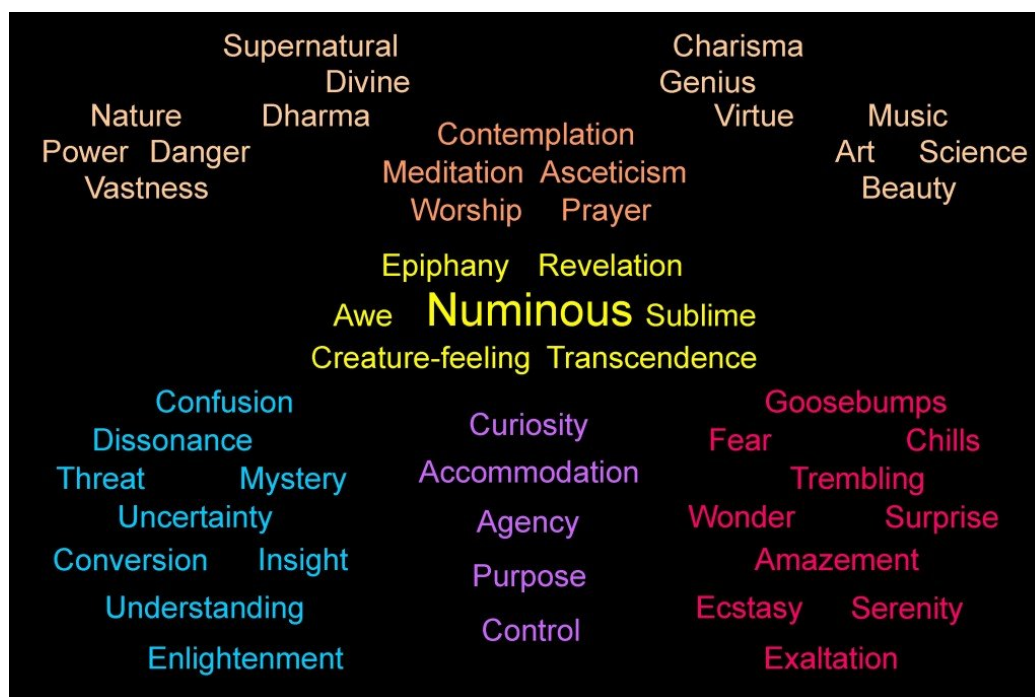 Supernatural
Divine
Nature Dharma
Power Danger
Vastness
Charisma
Genius
Virtue Music
Art Science
Beauty
Contemplation
Meditation Asceticism
Worship Prayer
Epiphany Revelation
Awe Numinous Sublime
Creature-feeling Transcendence
Confusion
Dissonance
Threat Mystery
Uncertainty
Conversion Insight
Understanding
Enlightenment
Curiosity
Accommodation
Agency
Purpose
Control
Goosebumps
Fear Chills
Trembling
Wonder Surprise
Amazement
Ecstasy Serenity
Exaltation